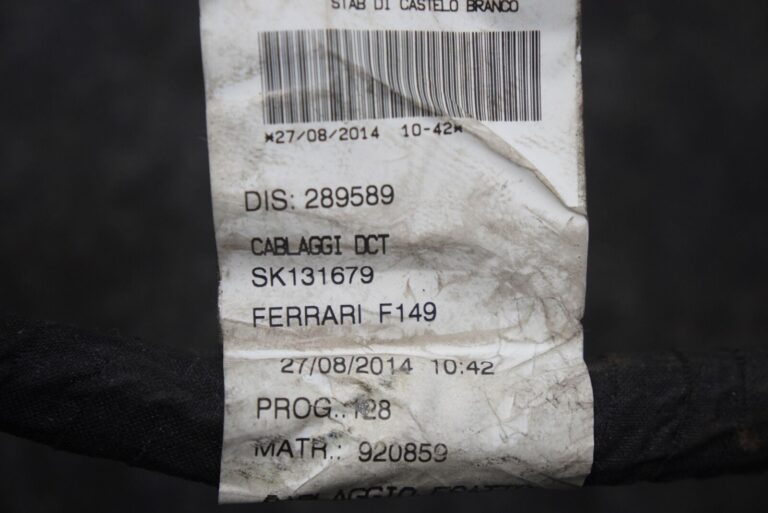 STAB DI CASTELO BRANCO
*27/08/2014 10-42*
DIS: 289589
CABLAGGI DCT
SK131679
FERRARI F149
27/08/2014 10:42
PROG.: 128
MATR.: 920859
CABLAGGIO